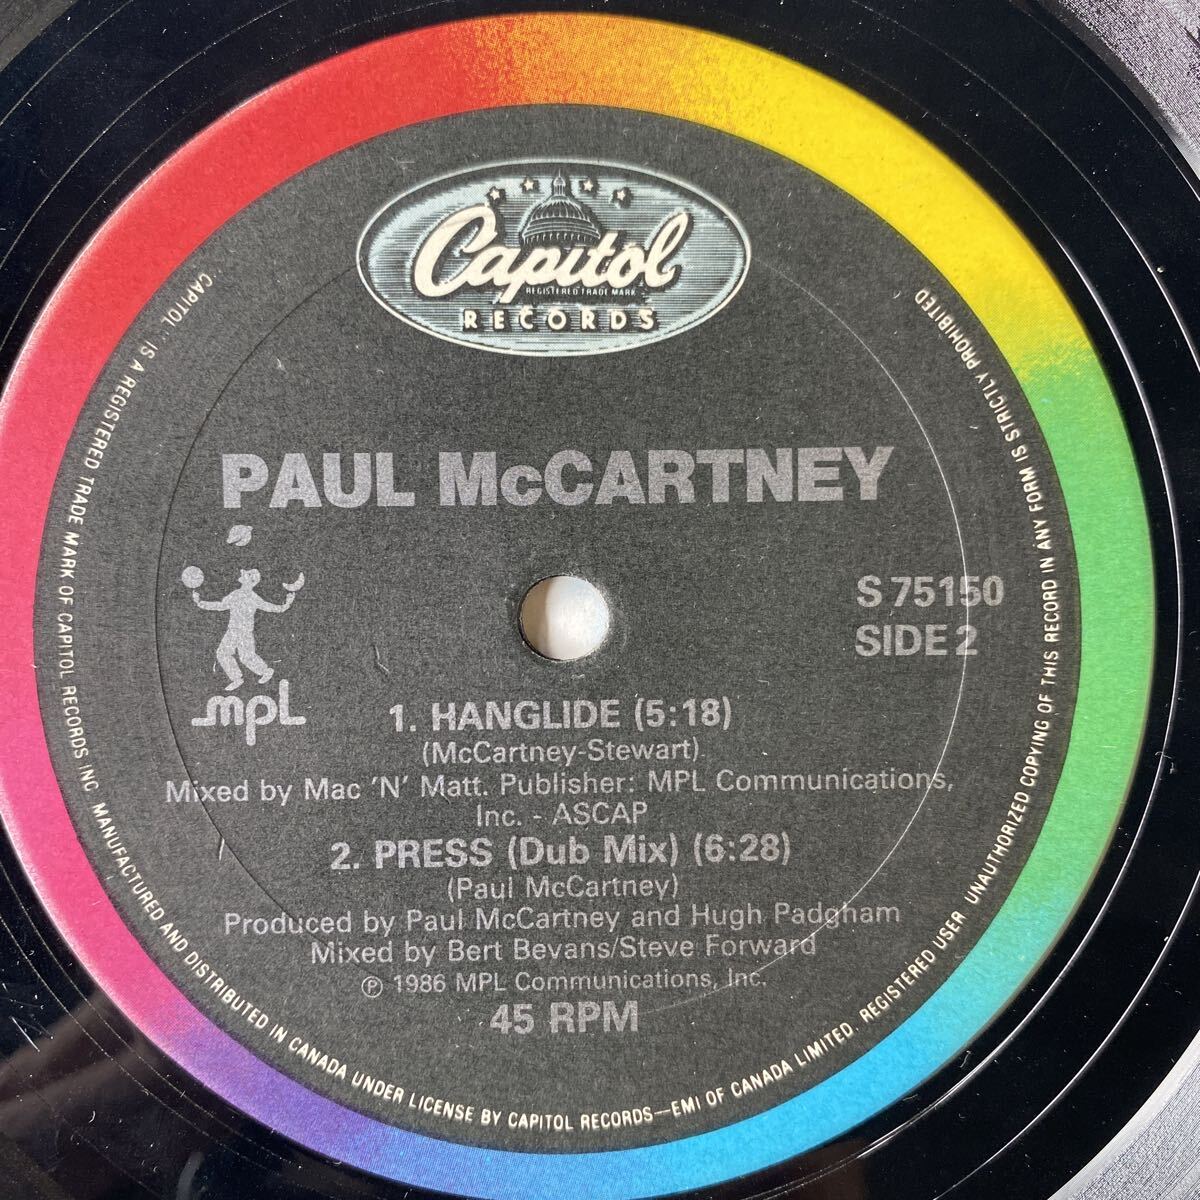 Capitol
REGISTERED TRADE MARK
RECORDS
PAUL McCARTNEY
mpL
S 75150
SIDE 2
1. HANGLIDE (5:18)
(McCartney-Stewart)
Mixed by Mac 'N' Matt. Publisher: MPL Communications,
Inc. - ASCAP
2. PRESS (Dub Mix) (6:28)
(Paul McCartney)
Produced by Paul McCartney and Hugh Padgham
Mixed by Bert Bevans/Steve Forward
℗ 1986 MPL Communications, Inc.
45 RPM
CAPITOL" IS A REGISTERED TRADE MARK OF CAPITOL RECORDS INC MANUFACTURED AND DISTRIBUTED IN CANADA UNDER LICENSE BY CAPITOL RECORDS—EMI OF CANADA LIMITED. REGISTERED USER UNAUTHORIZED COPYING OF THIS RECORD IN ANY FORM IS STRICTLY PROHIBITED